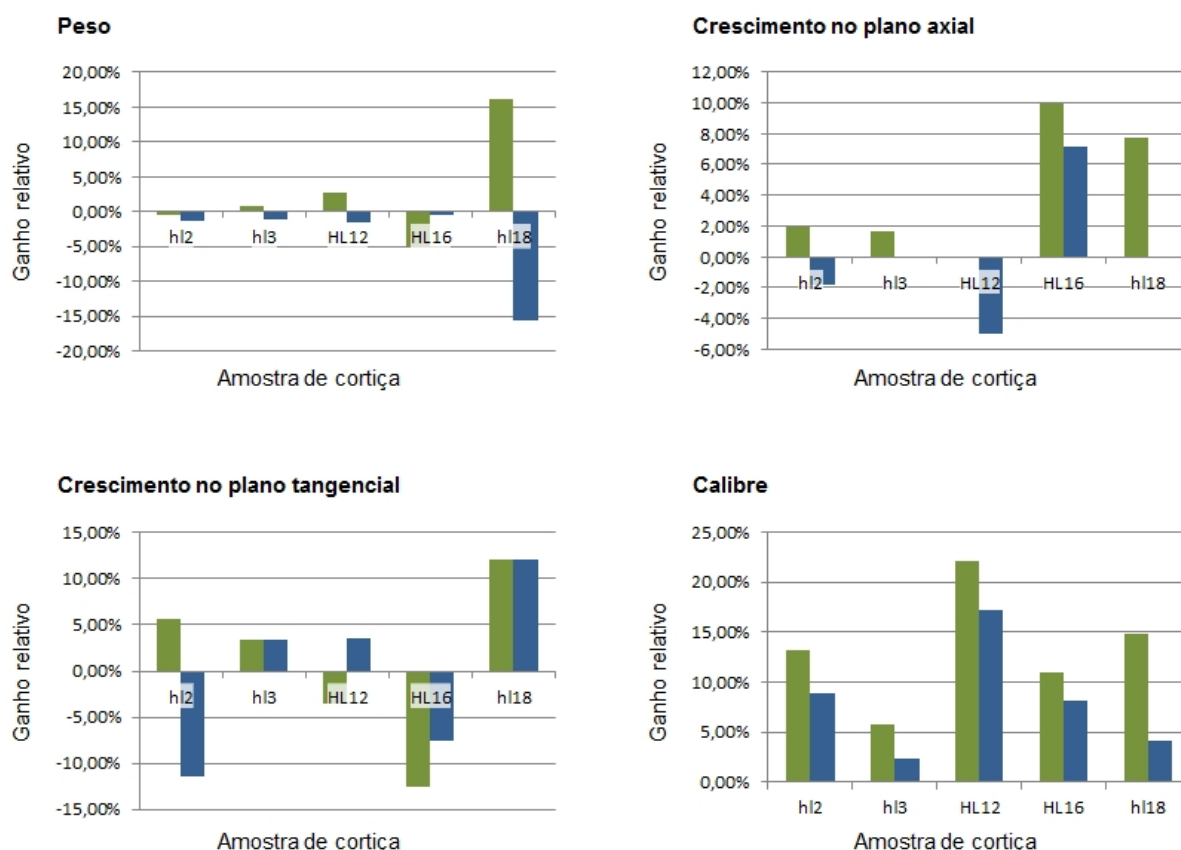 Peso
20,00%
15,00%
10,00%
5,00%
0,00%
-5,00%
-10,00%
-15,00%
-20,00%
Ganho relativo
hl2 hl3 HL12 HL16 hl18
Amostra de cortiça
Crescimento no plano axial
12,00%
10,00%
8,00%
6,00%
4,00%
2,00%
0,00%
-2,00%
-4,00%
-6,00%
Ganho relativo
hl2 hl3 HL12 HL16 hl18
Amostra de cortiça
Crescimento no plano tangencial
15,00%
10,00%
5,00%
0,00%
-5,00%
-10,00%
-15,00%
Ganho relativo
hl2 hl3 HL12 HL16 hl18
Amostra de cortiça
Calibre
25,00%
20,00%
15,00%
10,00%
5,00%
0,00%
Ganho relativo
hl2 hl3 HL12 HL16 hl18
Amostra de cortiça